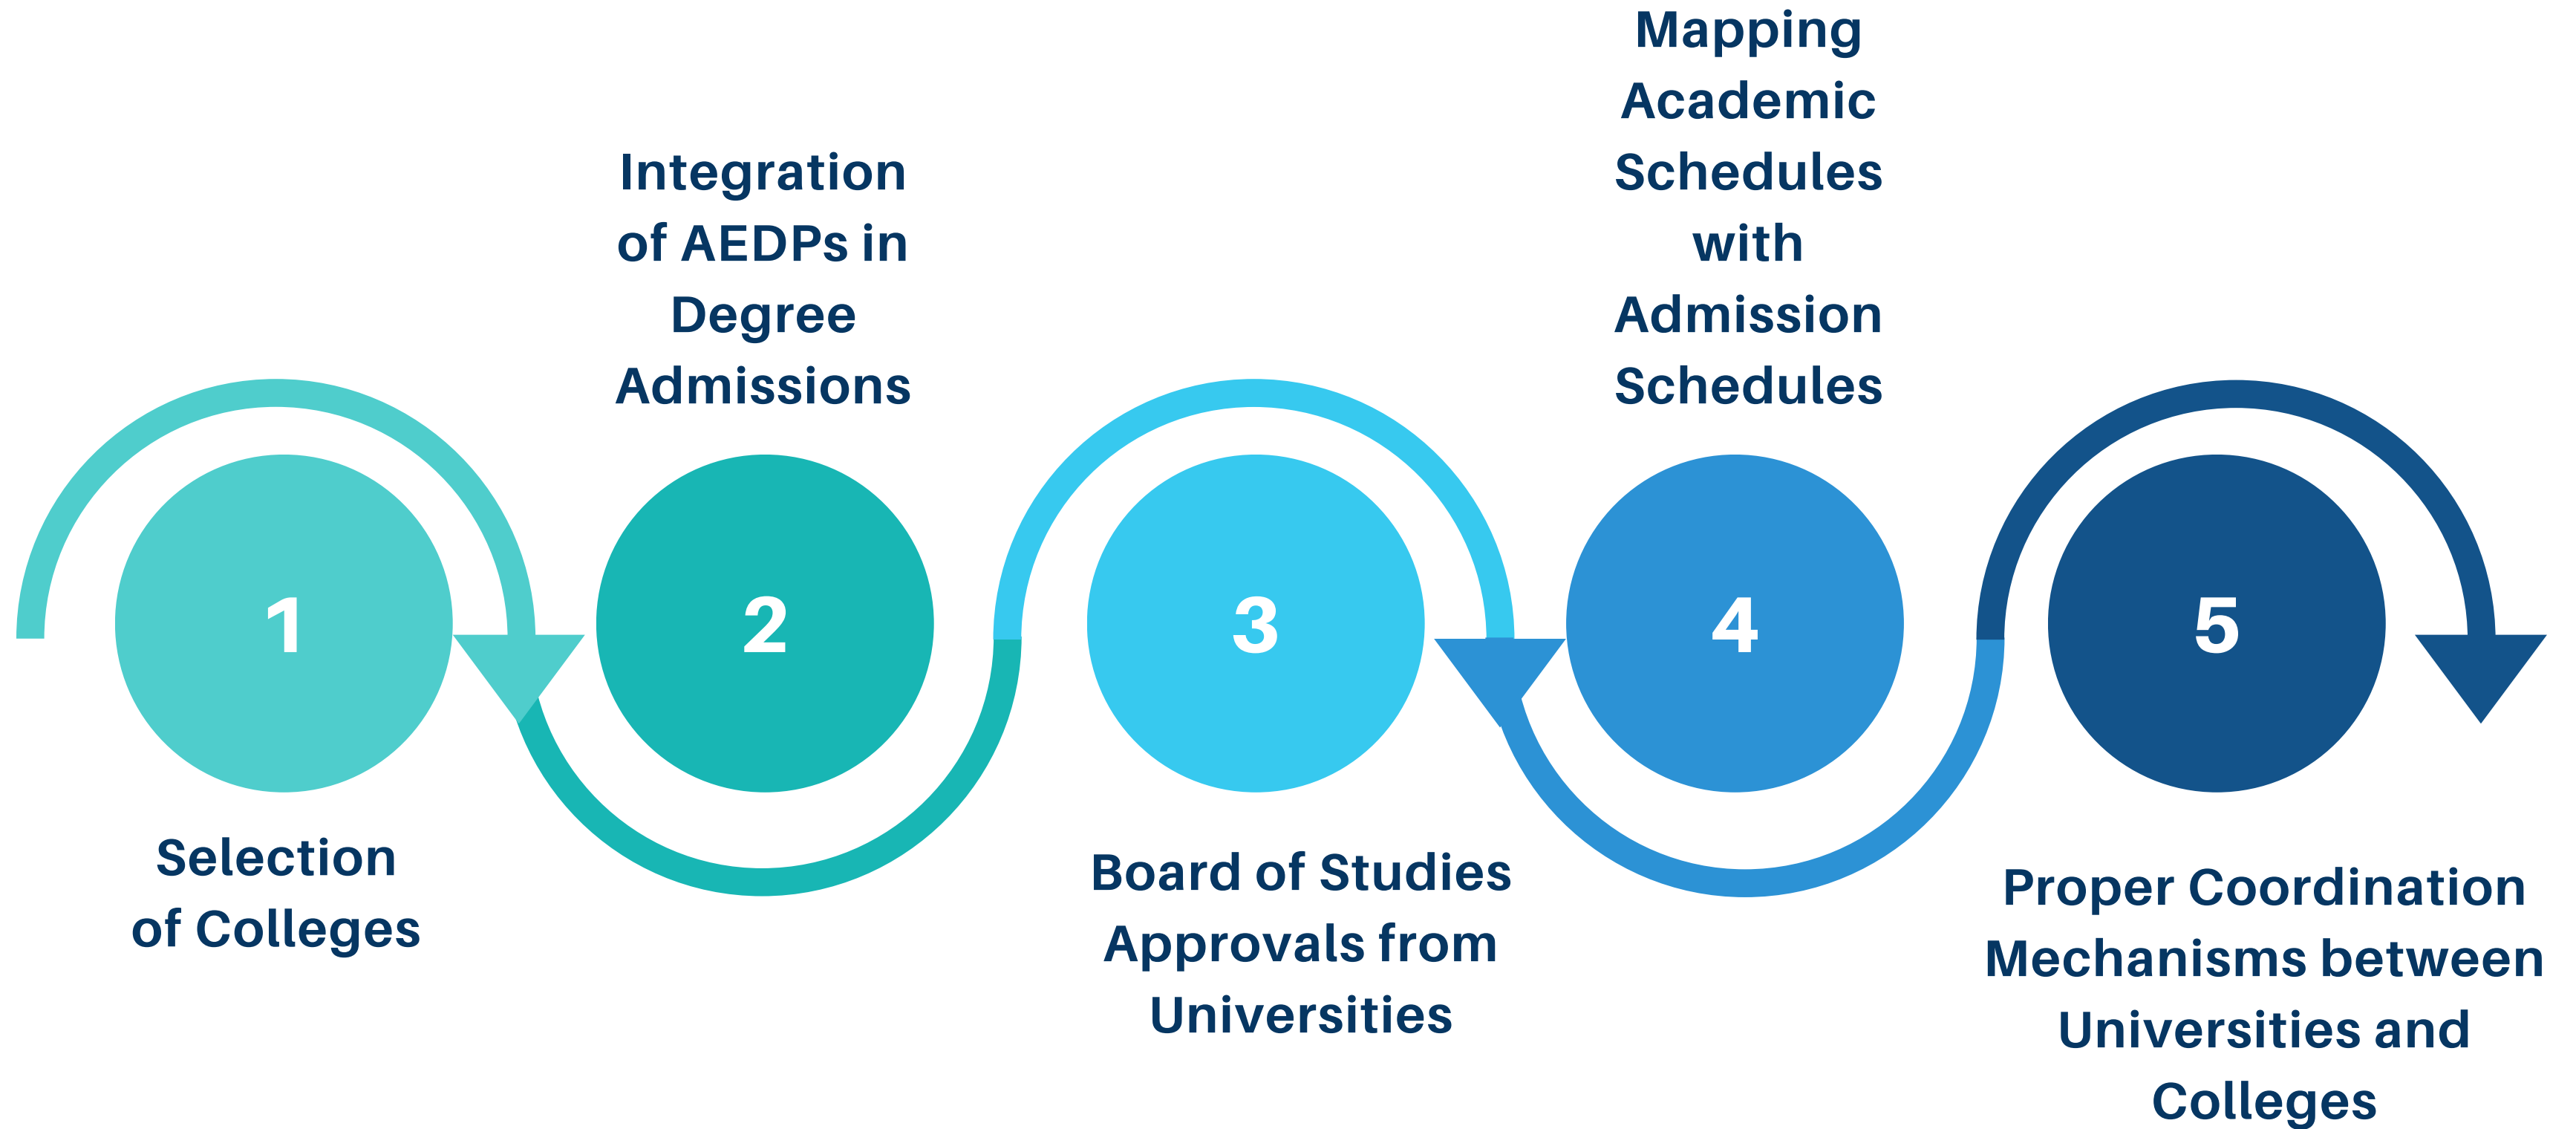 1
Selection
of Colleges
Integration
of AEDPs in
Degree
Admissions
2
3
Board of Studies
Approvals from
Universities
Mapping
Academic
Schedules
with
Admission
Schedules
4
5
Proper Coordination
Mechanisms between
Universities and
Colleges